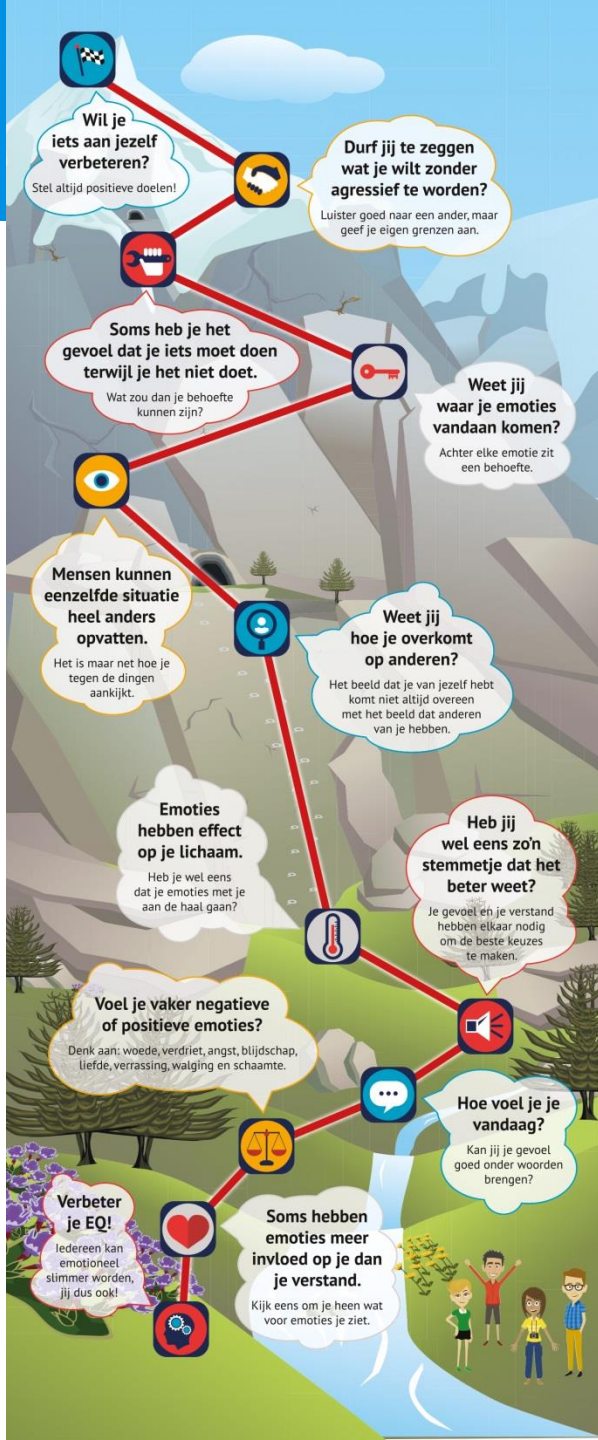 Wil je
iets aan jezelf
verbeteren?
Stel altijd positieve doelen!
Durf jij te zeggen
wat je wilt zonder
agressief te worden?
Luister goed naar een ander, maar
geef je eigen grenzen aan.
Soms heb je het
gevoel dat je iets moet doen
terwijl je het niet doet.
Wat zou dan je behoefte
kunnen zijn?
Weet jij
waar je emoties
vandaan komen?
Achter elke emotie zit
een behoefte.
Mensen kunnen
eenzelfde situatie
heel anders
opvatten.
Het is maar net hoe je
tegen de dingen
aankijkt.
Weet jij
hoe je overkomt
op anderen?
Het beeld dat je van jezelf hebt
komt niet altijd overeen
met het beeld dat anderen
van je hebben.
Emoties
hebben effect
op je lichaam.
Heb je wel eens
dat je emoties met je
aan de haal gaan?
Heb jij
wel eens zo'n
stemmetje dat het
beter weet?
Je gevoel en je verstand
hebben elkaar nodig
om de beste keuzes
te maken.
Voel je vaker negatieve
of positieve emoties?
Denk aan: woede, verdriet, angst, blijdschap,
liefde, verrassing, walging en schaamte.
Hoe voel je je
vandaag?
Kan jij je gevoel
goed onder woorden
brengen?
Verbeter
je EQ!
Iedereen kan
emotioneel
slimmer worden,
jij dus ook!
Soms hebben
emoties meer
invloed op je dan
je verstand.
Kijk eens om je heen wat
voor emoties je ziet.